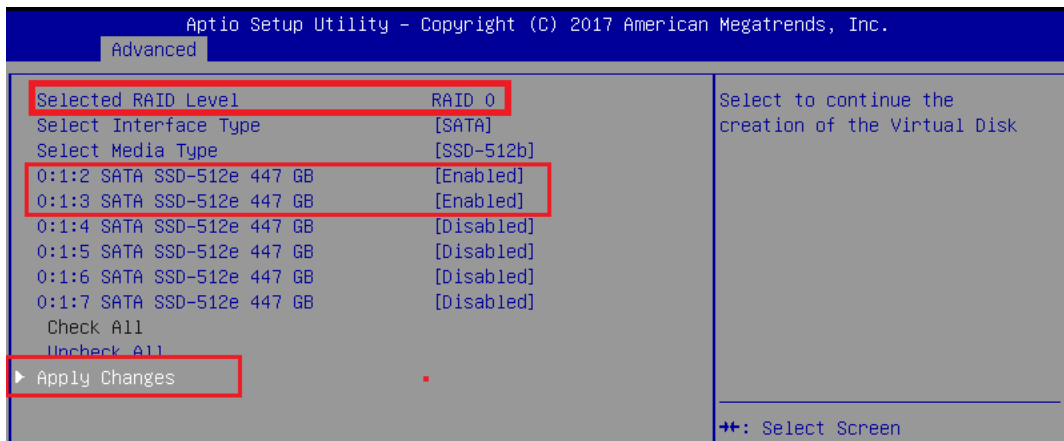 Aptio Setup Utility – Copyright (C) 2017 American Megatrends, Inc.
Advanced
Selected RAID Level RAID 0
Select Interface Type [SATA]
Select Media Type [SSD-512b]
0:1:2 SATA SSD-512e 447 GB [Enabled]
0:1:3 SATA SSD-512e 447 GB [Enabled]
0:1:4 SATA SSD-512e 447 GB [Disabled]
0:1:5 SATA SSD-512e 447 GB [Disabled]
0:1:6 SATA SSD-512e 447 GB [Disabled]
0:1:7 SATA SSD-512e 447 GB [Disabled]
Check All
Uncheck All
Apply Changes
Select to continue the
creation of the Virtual Disk
→←: Select Screen